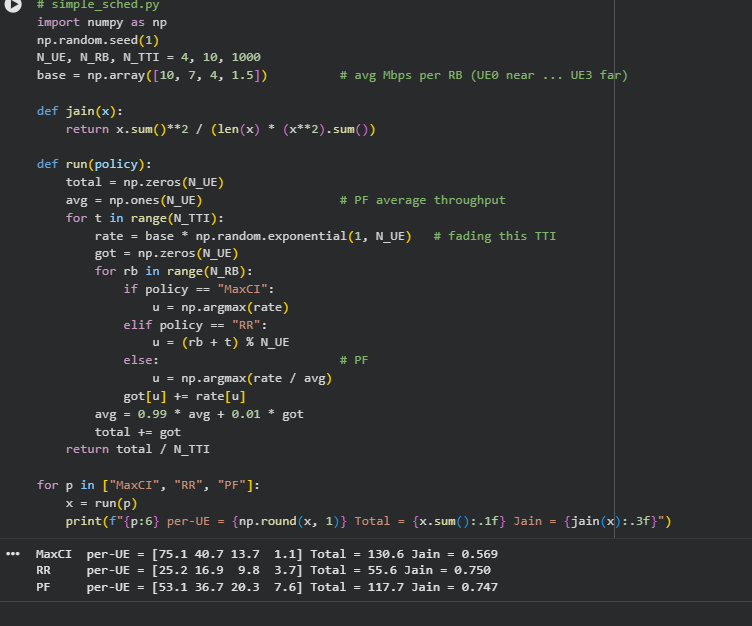 # simple_sched.py
import numpy as np
np.random.seed(1)
N_UE, N_RB, N_TTI = 4, 10, 1000
base = np.array([10, 7, 4, 1.5])          # avg Mbps per RB (UE0 near ... UE3 far)
def jain(x):
    return x.sum()**2 / (len(x) * (x**2).sum())
def run(policy):
    total = np.zeros(N_UE)
    avg = np.ones(N_UE)                   # PF average throughput
    for t in range(N_TTI):
        rate = base * np.random.exponential(1, N_UE)   # fading this TTI
        got = np.zeros(N_UE)
        for rb in range(N_RB):
            if policy == "MaxCI":
                u = np.argmax(rate)
            elif policy == "RR":
                u = (rb + t) % N_UE
            else:                         # PF
                u = np.argmax(rate / avg)
            got[u] += rate[u]
        avg = 0.99 * avg + 0.01 * got
        total += got
    return total / N_TTI
for p in ["MaxCI", "RR", "PF"]:
    x = run(p)
    print(f"{p:6} per-UE = {np.round(x, 1)} Total = {x.sum():.1f} Jain = {jain(x):.3f}")
MaxCI  per-UE = [75.1 40.7 13.7  1.1] Total = 130.6 Jain = 0.569
RR     per-UE = [25.2 16.9  9.8  3.7] Total = 55.6 Jain = 0.750
PF     per-UE = [53.1 36.7 20.3  7.6] Total = 117.7 Jain = 0.747